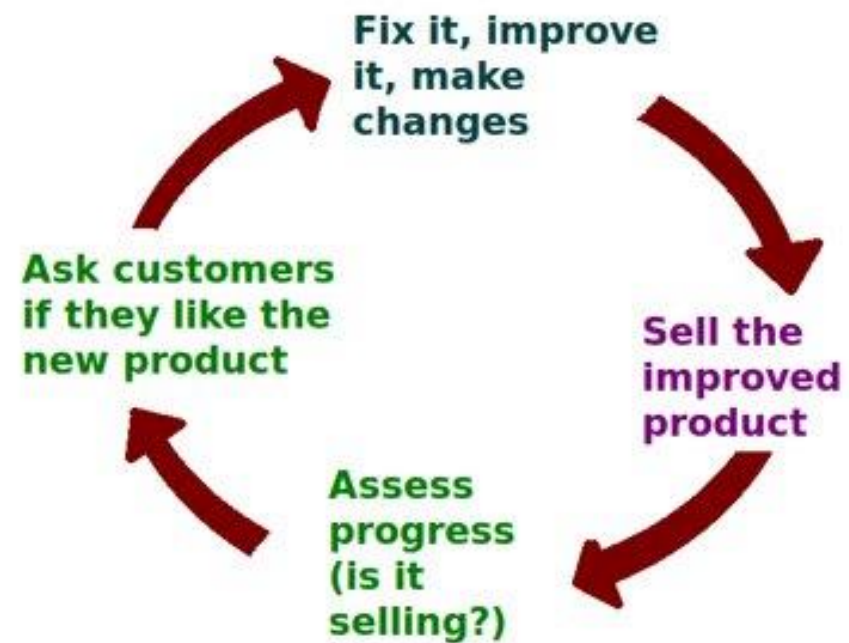 Fix it, improve
it, make
changes
Sell the
improved
product
Assess
progress
(is it
selling?)
Ask customers
if they like the
new product